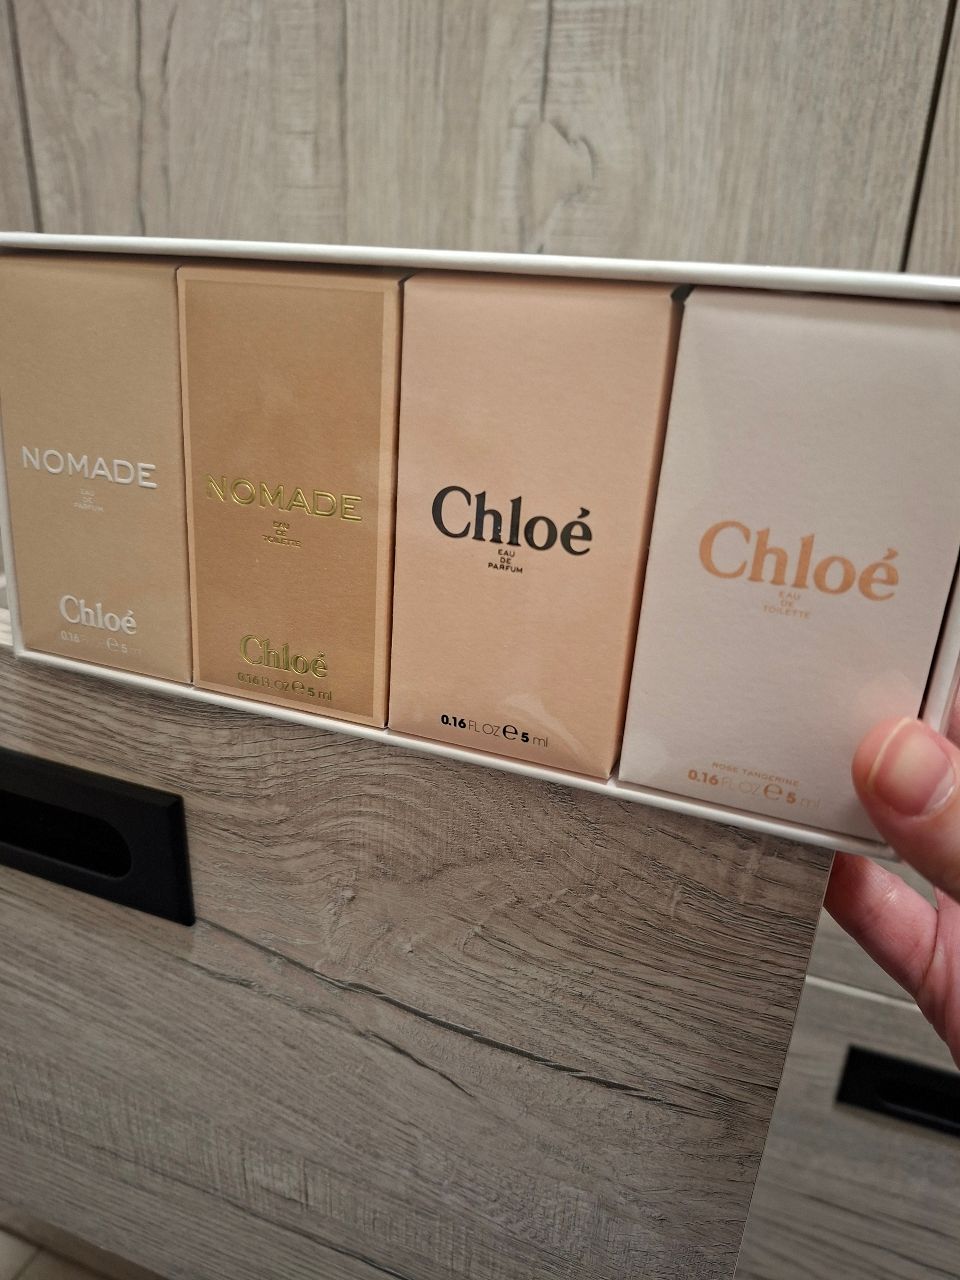 NOMADE
EAU
DE
PARFUM
Chloé
0.16 FL OZ e 5 ml
NOMADE
EAU
DE
TOILETTE
Chloé
0.16 FL OZ e 5 ml
Chloé
EAU
DE
PARFUM
0.16 FL OZ e 5 ml
Chloé
EAU
DE
TOILETTE
ROSE TANGERINE
0.16 FL OZ e 5 ml